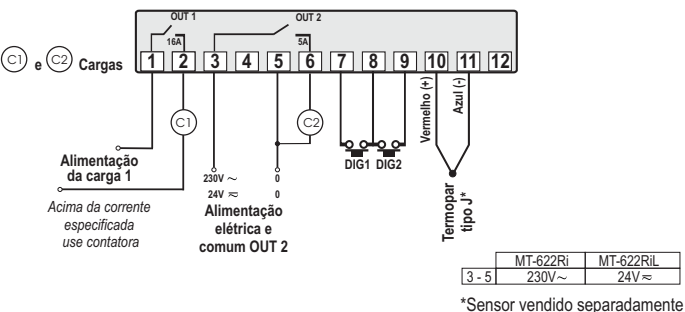 OUT 1
OUT 2
16A
5A
1 2 3 4 5 6 7 8 9 10 11 12
C1 e C2 Cargas
C1
C2
Vermelho (+)
Azul (-)
DIG1 DIG2
Alimentação
da carga 1
Acima da corrente
especificada
use contatora
230V ~ 0
24V ≂ 0
Alimentação
elétrica e
comum OUT 2
Termopar
tipo J*
MT-622Ri MT-622RiL
3 - 5 230V~ 24V≂
*Sensor vendido separadamente